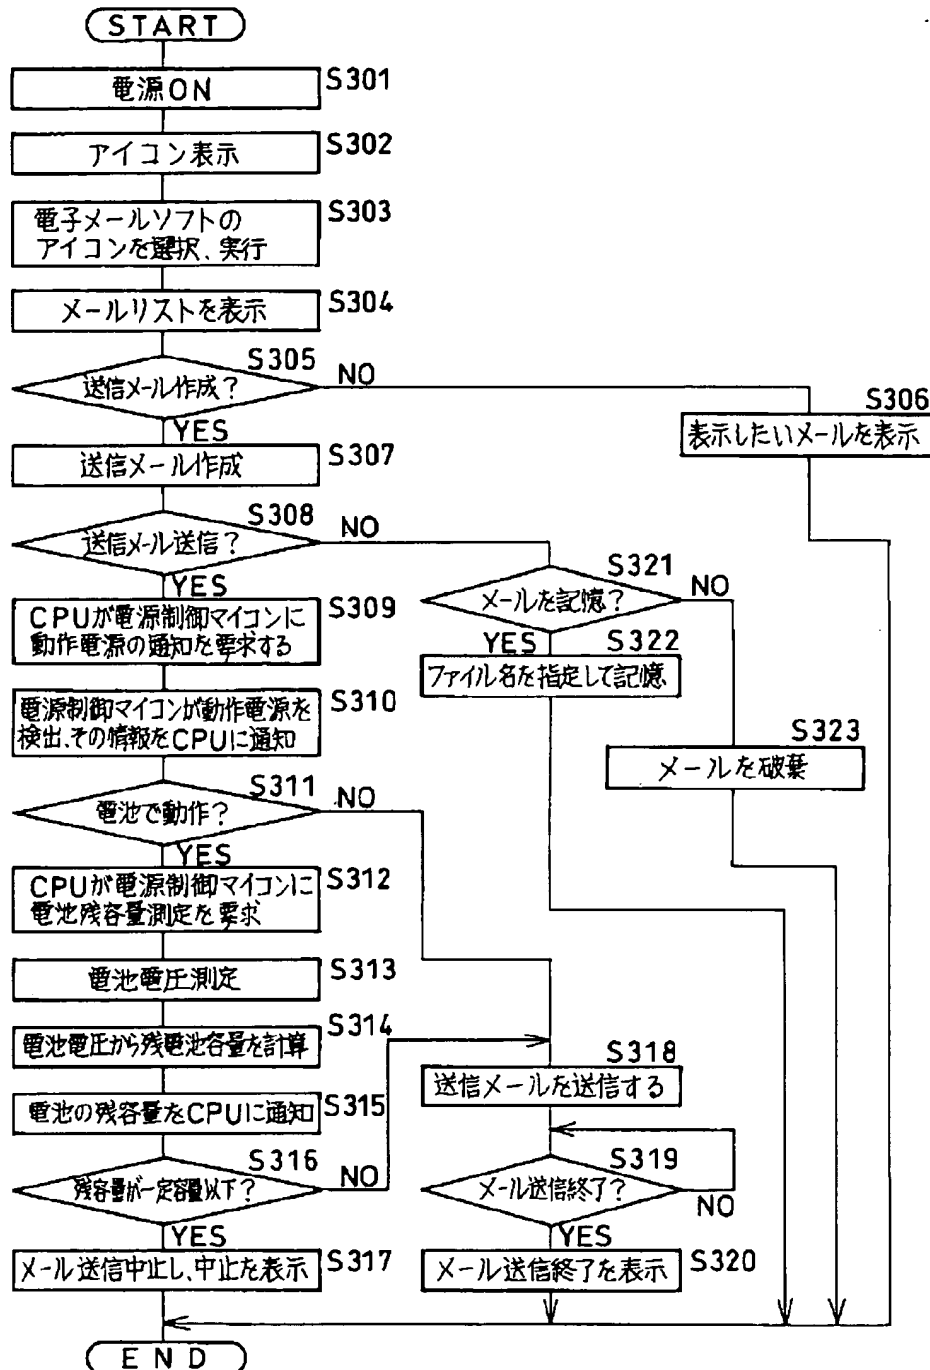 START
電源ON
S301
アイコン表示
S302
電子メールソフトの
アイコンを選択、実行
S303
メールリストを表示
S304
S305
送信メール作成?
NO
YES
S306
表示したいメールを表示
送信メール作成
S307
S308
送信メール送信?
NO
YES
S321
メールを記憶?
NO
YES
CPUが電源制御マイコンに
動作電源の通知を要求する
S309
S322
ファイル名を指定して記憶
電源制御マイコンが動作電源を
検出、その情報をCPUに通知
S310
S323
メールを破棄
S311
電池で動作?
NO
YES
CPUが電源制御マイコンに
電池残容量測定を要求
S312
電池電圧測定
S313
電池電圧から残電池容量を計算
S314
S318
送信メールを送信する
電池の残容量をCPUに通知
S315
S316
残容量が一定容量以下?
NO
YES
S319
メール送信終了?
NO
YES
メール送信中止し、中止を表示
S317
メール送信終了を表示
S320
END